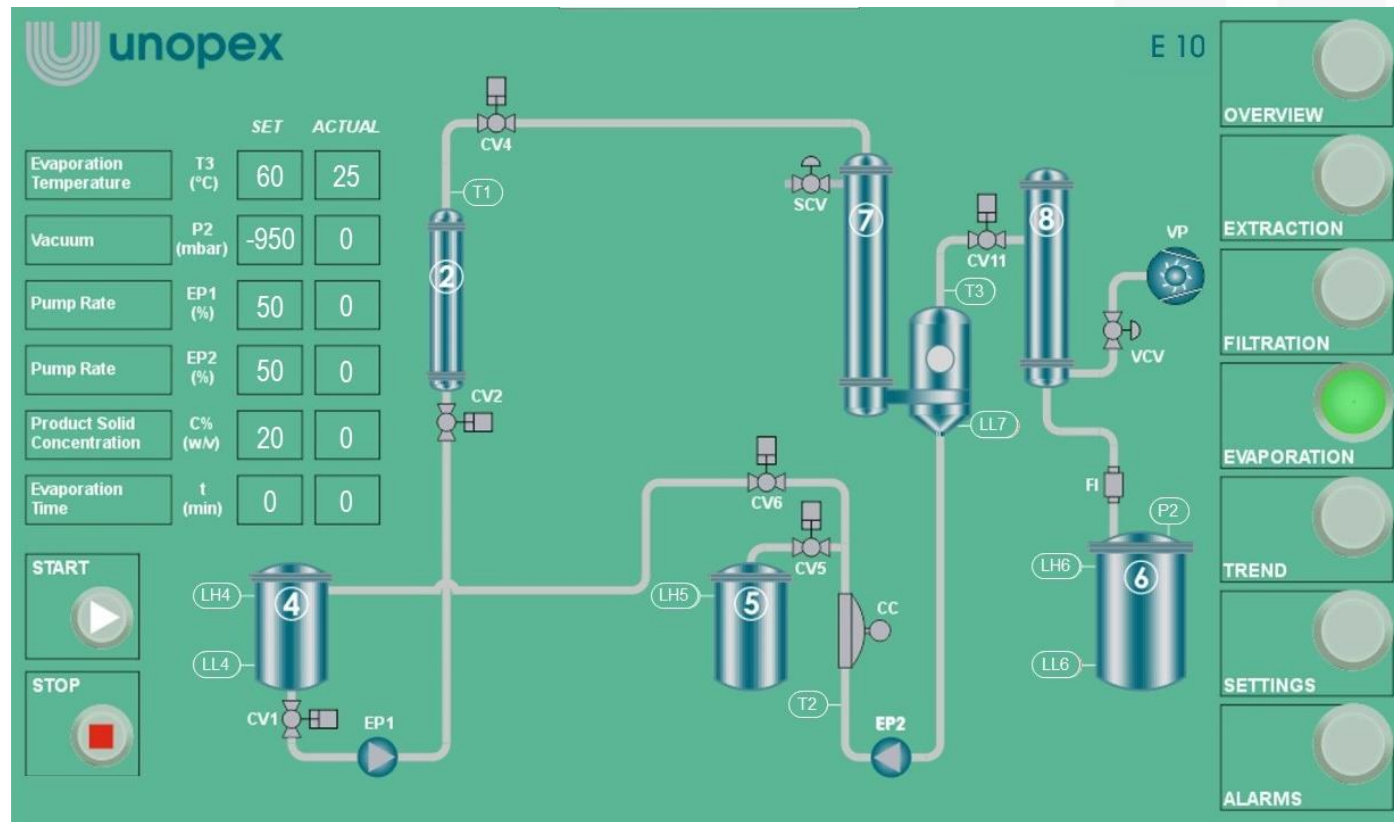 unopex
E 10
SET ACTUAL
Evaporation
Temperature
T3
(°C)
60
25
Vacuum
P2
(mbar)
-950
0
Pump Rate
EP1
(%)
50
0
Pump Rate
EP2
(%)
50
0
Product Solid
Concentration
C%
(w/v)
20
0
Evaporation
Time
t
(min)
0
0
START
STOP
CV4
T1
2
CV2
SCV
7
CV11
T3
8
VP
VCV
LL7
CV6
CV5
FI
P2
LH4
4
LL4
CV1
EP1
LH5
5
CC
T2
EP2
LH6
6
LL6
OVERVIEW
EXTRACTION
FILTRATION
EVAPORATION
TREND
SETTINGS
ALARMS